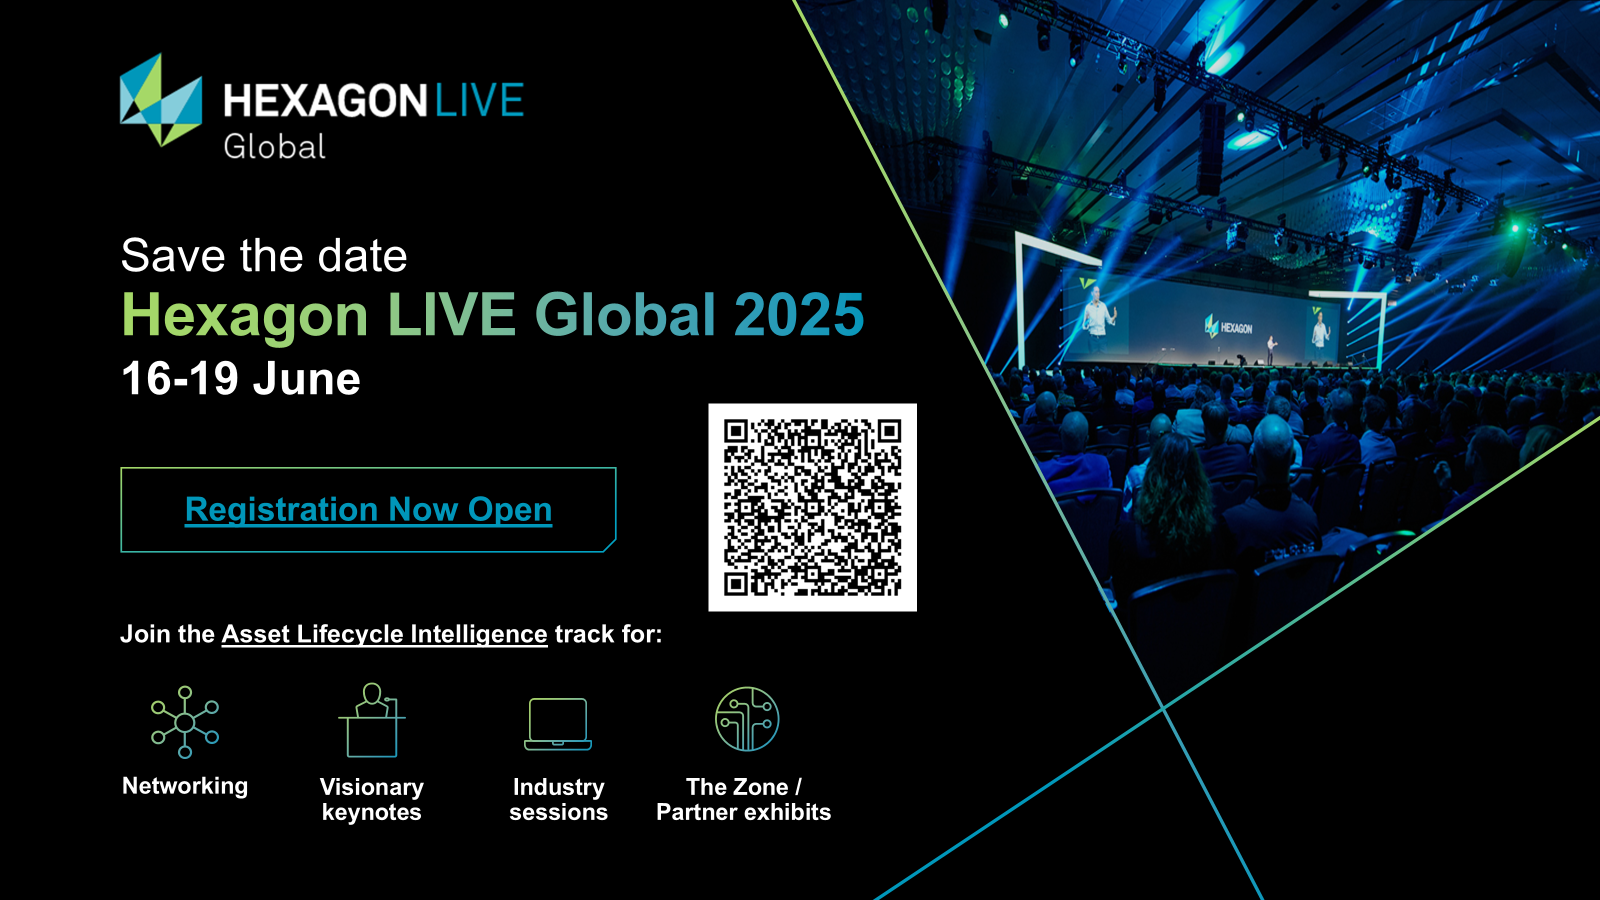 HEXAGON LIVE
Global
Save the date
Hexagon LIVE Global 2025
16-19 June
Registration Now Open
Join the Asset Lifecycle Intelligence track for:
Networking
Visionary
keynotes
Industry
sessions
The Zone /
Partner exhibits
HEXAGON